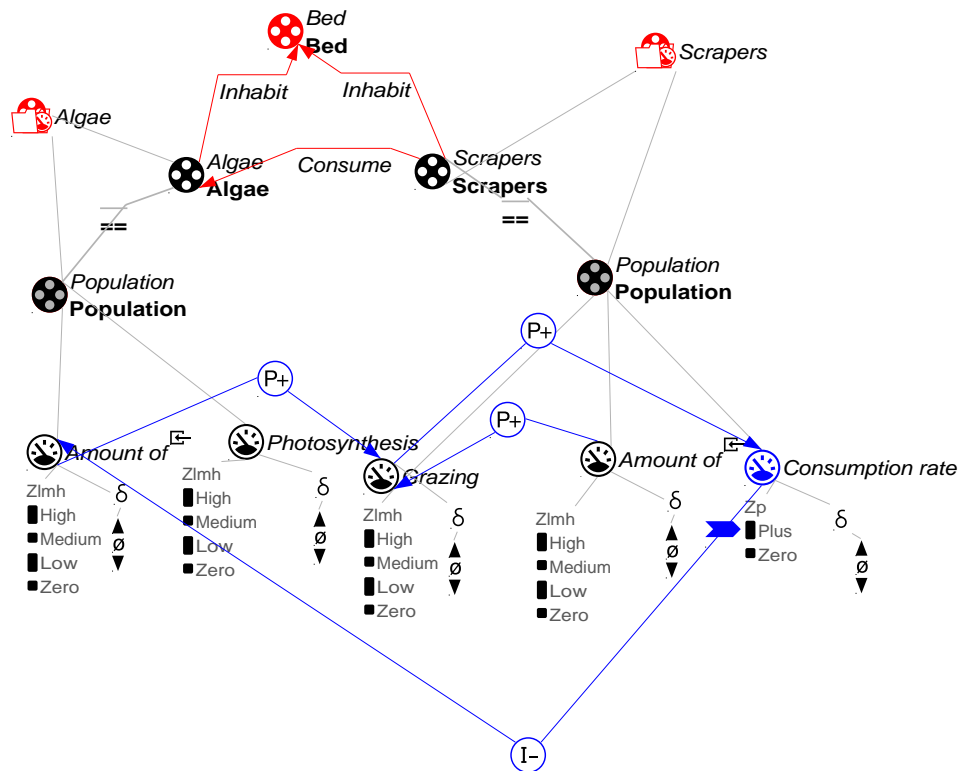 Bed
Bed
Scrapers
Inhabit
Inhabit
Algae
Algae
Algae
Consume
Scrapers
Scrapers
==
==
Population
Population
Population
Population
P+
P+
P+
Amount of
Photosynthesis
Grazing
Amount of
Consumption rate
Zlmh
High
Medium
Low
Zero
δ
Zlmh
High
Medium
Low
Zero
δ
Zlmh
High
Medium
Low
Zero
δ
Zlmh
High
Medium
Low
Zero
δ
Zp
Plus
Zero
δ
ø
ø
ø
ø
ø
I-